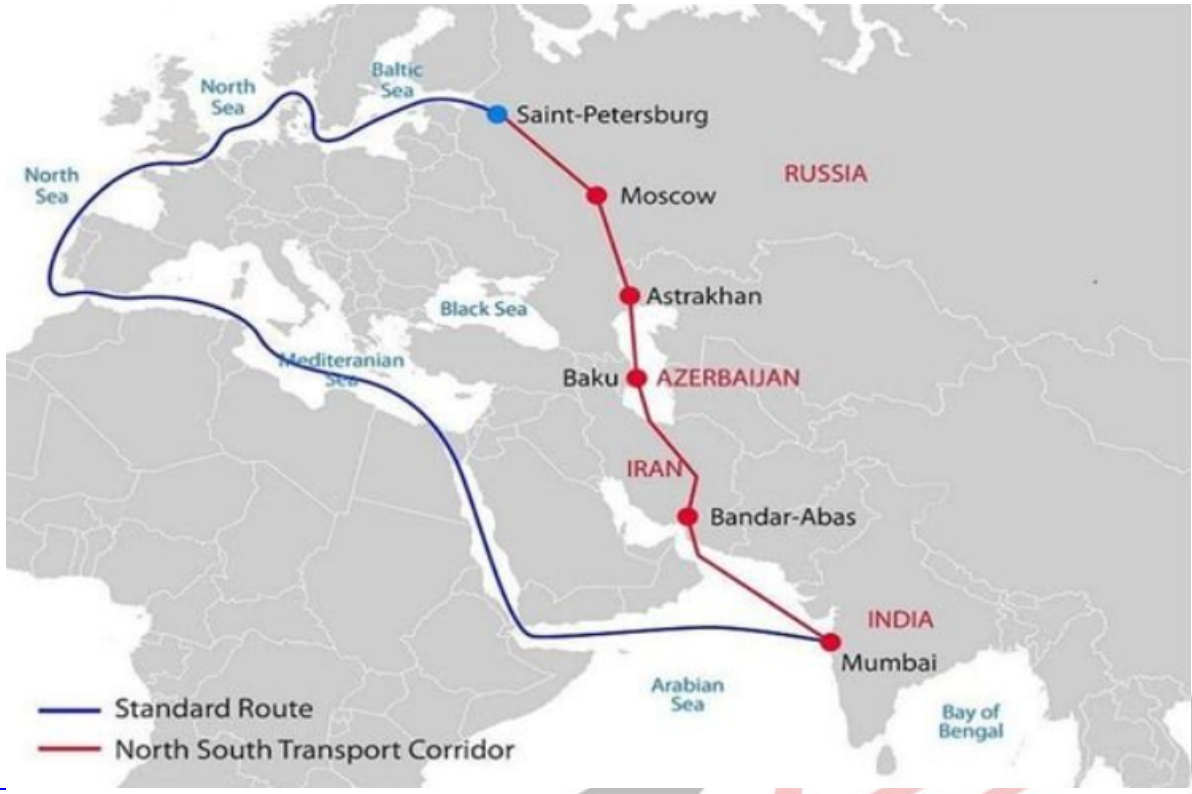 Baltic
Sea
North
Sea
Saint-Petersburg
North
Sea
RUSSIA
Moscow
Astrakhan
Black Sea
Mediteranian
Sea
Baku
AZERBAIJAN
IRAN
Bandar-Abas
INDIA
Mumbai
Arabian
Sea
Bay of
Bengal
Standard Route
North South Transport Corridor